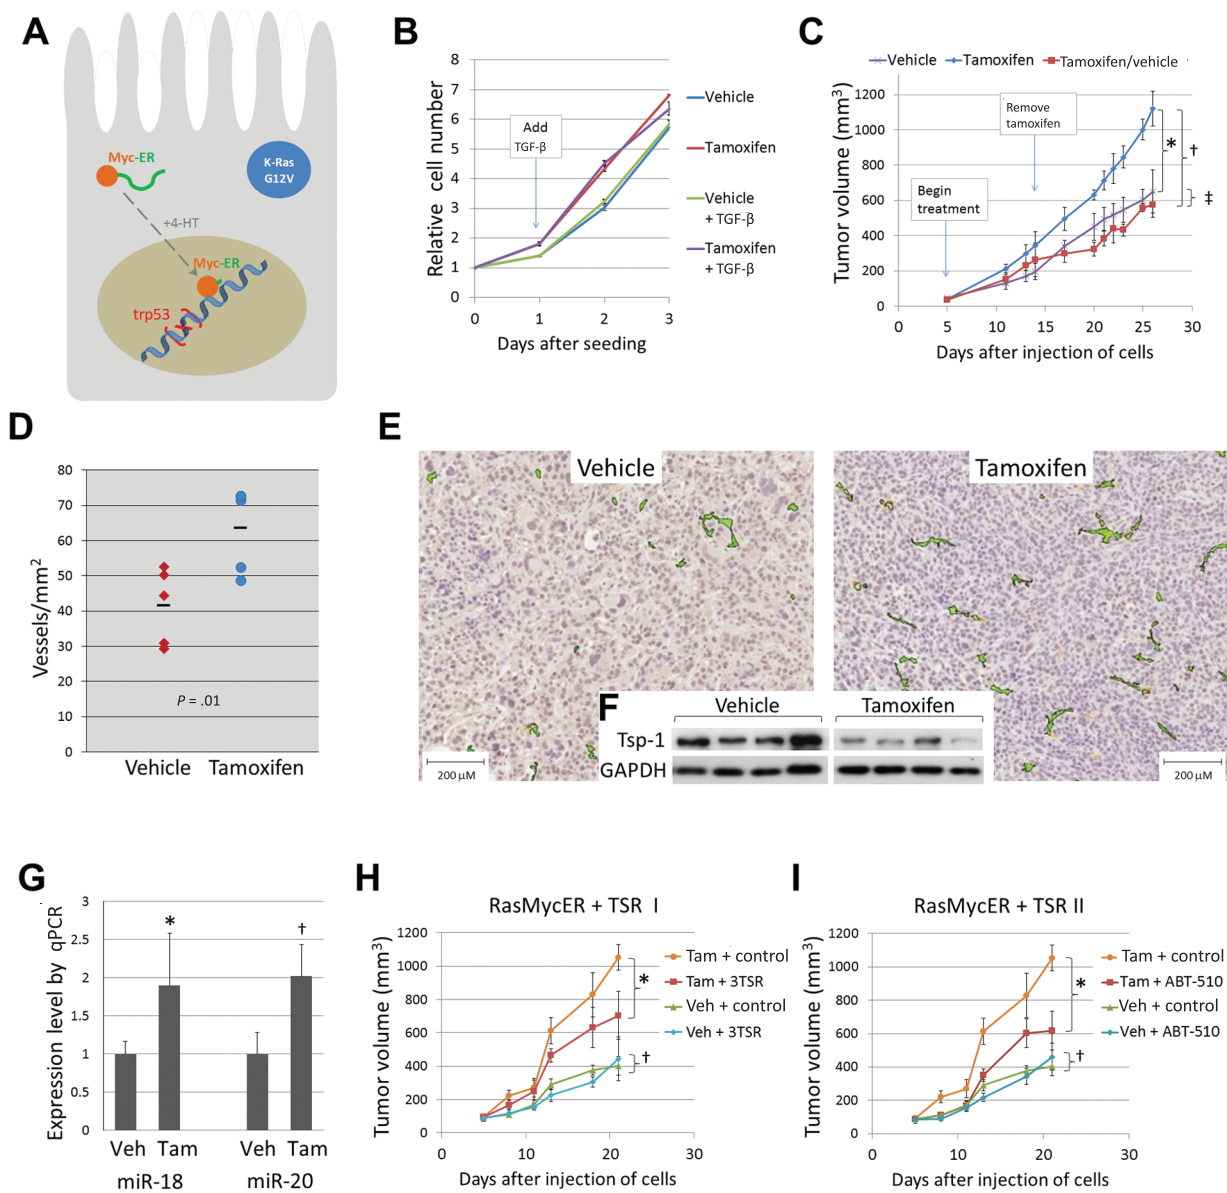 A
Myc-ER
K-Ras
G12V
+4-HT
Myc-ER
trp53
B
Relative cell number
8
7
6
5
4
3
2
1
0
Add
TGF-β
0 1 2 3
Days after seeding
Vehicle
Tamoxifen
Vehicle
+ TGF-β
Tamoxifen
+ TGF-β
C
Vehicle Tamoxifen Tamoxifen/vehicle
Tumor volume (mm3)
1200
1000
800
600
400
200
0
Remove
tamoxifen
Begin
treatment
* †
‡
0 5 10 15 20 25 30
Days after injection of cells
D
Vessels/mm2
80
70
60
50
40
30
20
10
0
P = .01
Vehicle Tamoxifen
E
Vehicle
Tamoxifen
200 µM
200 µM
F
Vehicle Tamoxifen
Tsp-1
GAPDH
G
Expression level by qPCR
3
2.5
2
1.5
1
0.5
0
* †
Veh Tam Veh Tam
miR-18 miR-20
H
RasMycER + TSR I
Tumor volume (mm3)
1200
1000
800
600
400
200
0
Tam + control
Tam + 3TSR
Veh + control
Veh + 3TSR
*
†
0 10 20 30
Days after injection of cells
I
RasMycER + TSR II
Tumor volume (mm3)
1200
1000
800
600
400
200
0
Tam + control
Tam + ABT-510
Veh + control
Veh + ABT-510
*
†
0 10 20 30
Days after injection of cells